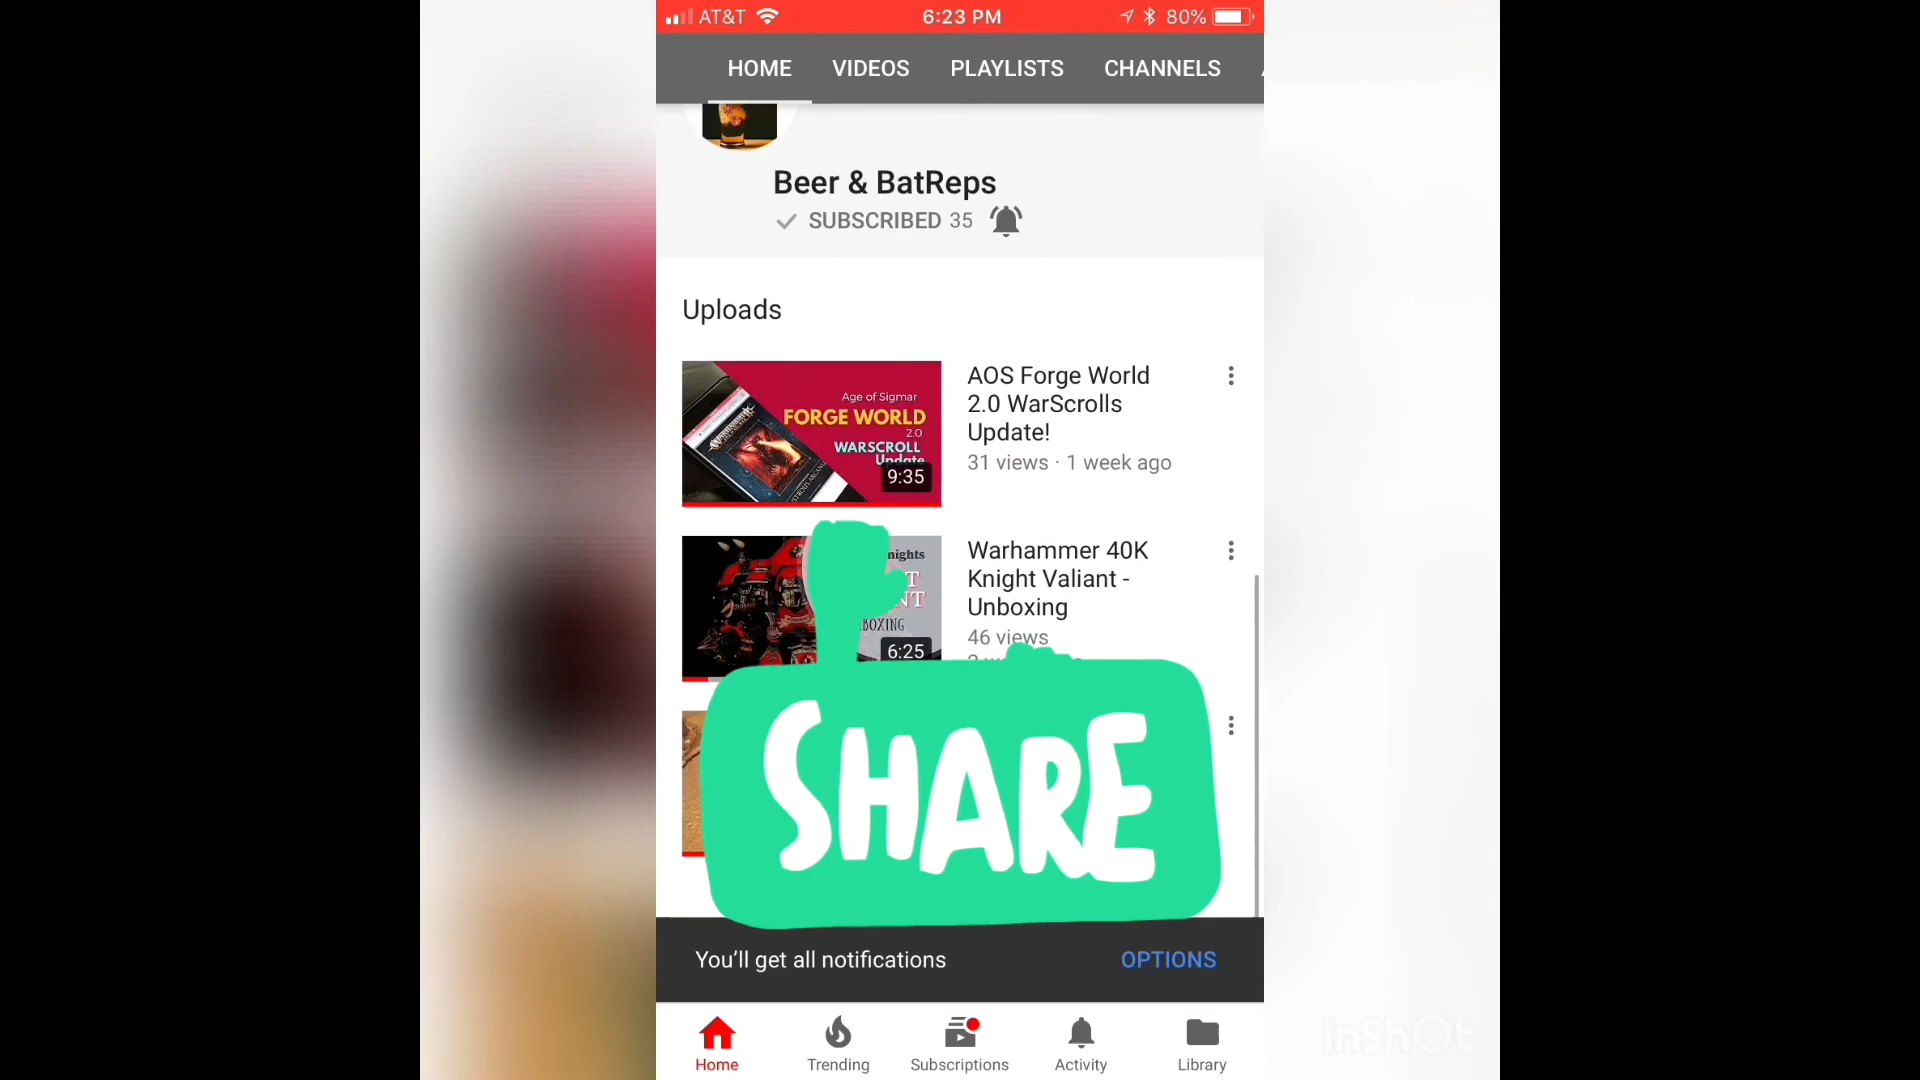 AT&T
6:23 PM
80%
HOME VIDEOS PLAYLISTS CHANNELS
Beer & BatReps
SUBSCRIBED 35
Uploads
Age of Sigmar
FORGE WORLD
2.0
WARSCROLL
Update
9:35
AOS Forge World
2.0 WarScrolls
Update!
31 views · 1 week ago
6:25
Warhammer 40K
Knight Valiant -
Unboxing
46 views
SHARE
You'll get all notifications
OPTIONS
Home
Trending
Subscriptions
Activity
Library
InShOt